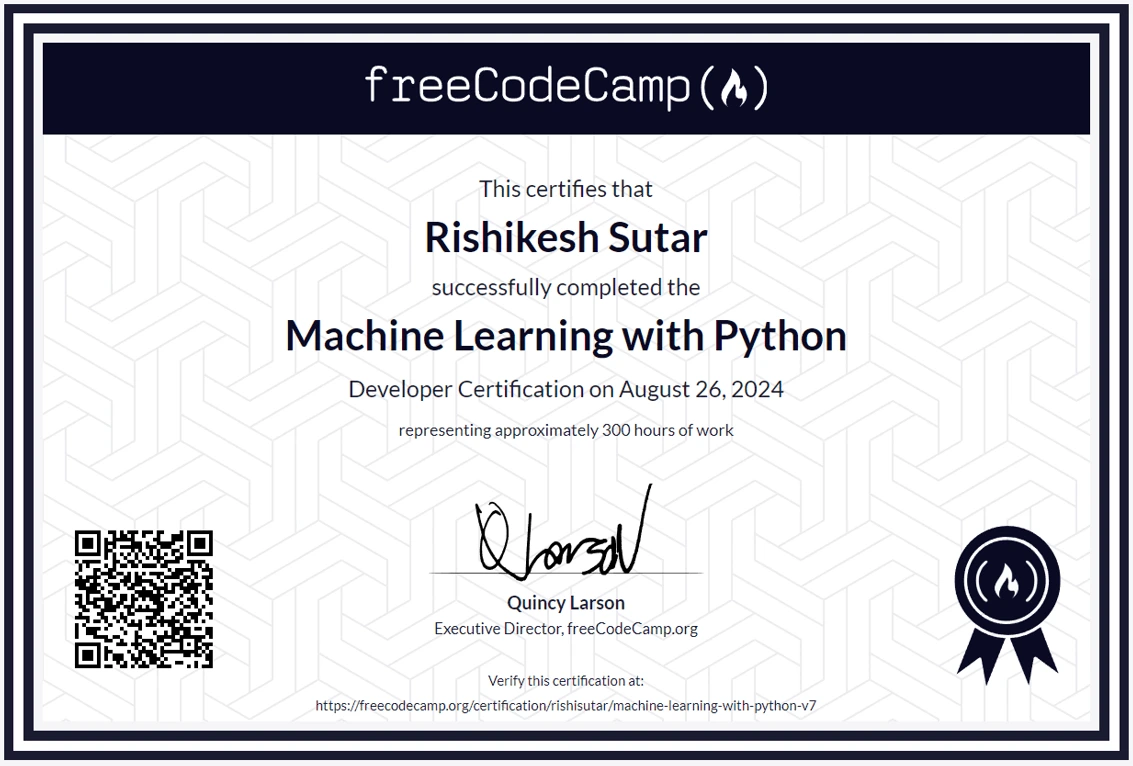 freeCodeCamp
This certifies that
Rishikesh Sutar
successfully completed the
Machine Learning with Python
Developer Certification on August 26, 2024
representing approximately 300 hours of work
Q Larson
Quincy Larson
Executive Director, freeCodeCamp.org
Verify this certification at:
https://freecodecamp.org/certification/rishisutar/machine-learning-with-python-v7